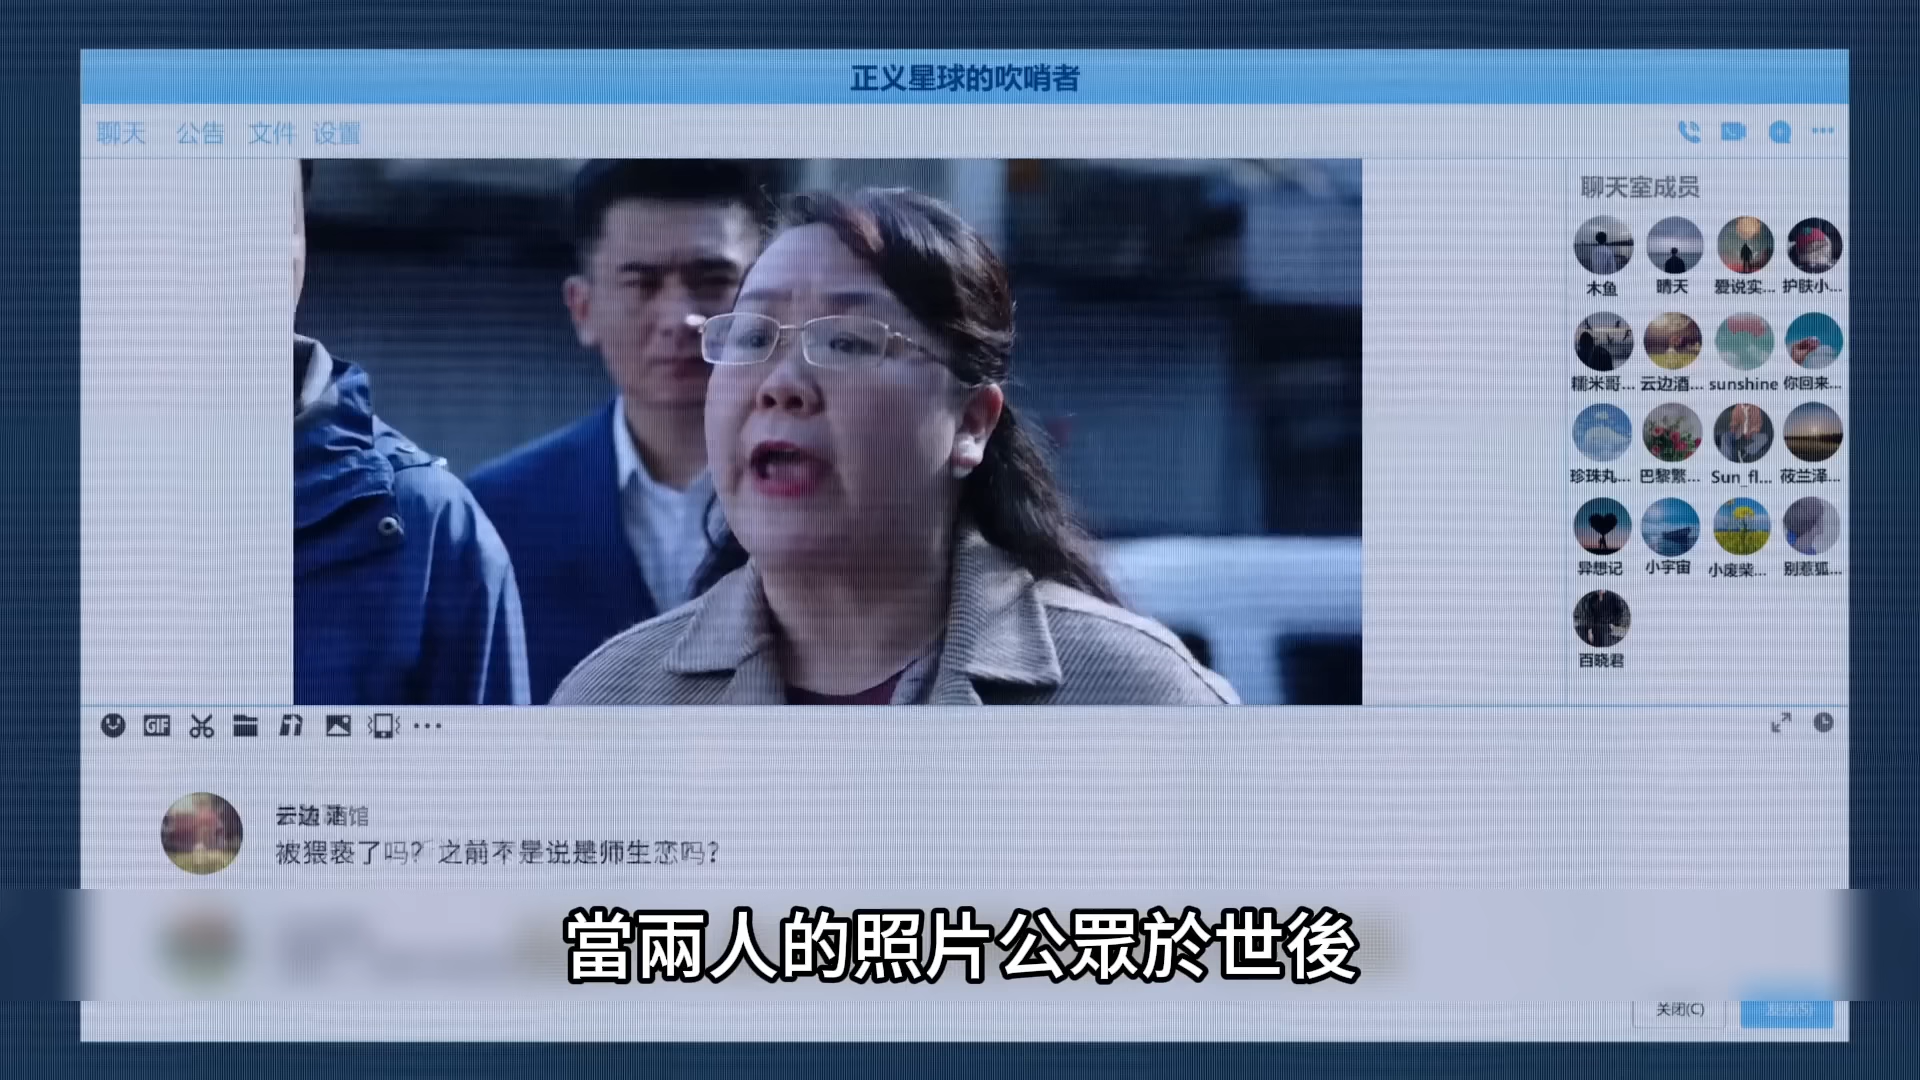 正义星球的吹哨者
聊天 公告 文件 设置
聊天室成员
木鱼 晴天 爱说实... 护肤小...
糯米哥... 云边酒... sunshine 你回来...
珍珠丸... 巴黎繁... Sun_fl... 莜兰泽...
异想记 小宇宙 小废柴... 别惹狐...
百晓君
GIF
云边酒馆
被猥亵了吗？之前不是说是师生恋吗？
當兩人的照片公眾於世後
关闭(C) 发送(S)